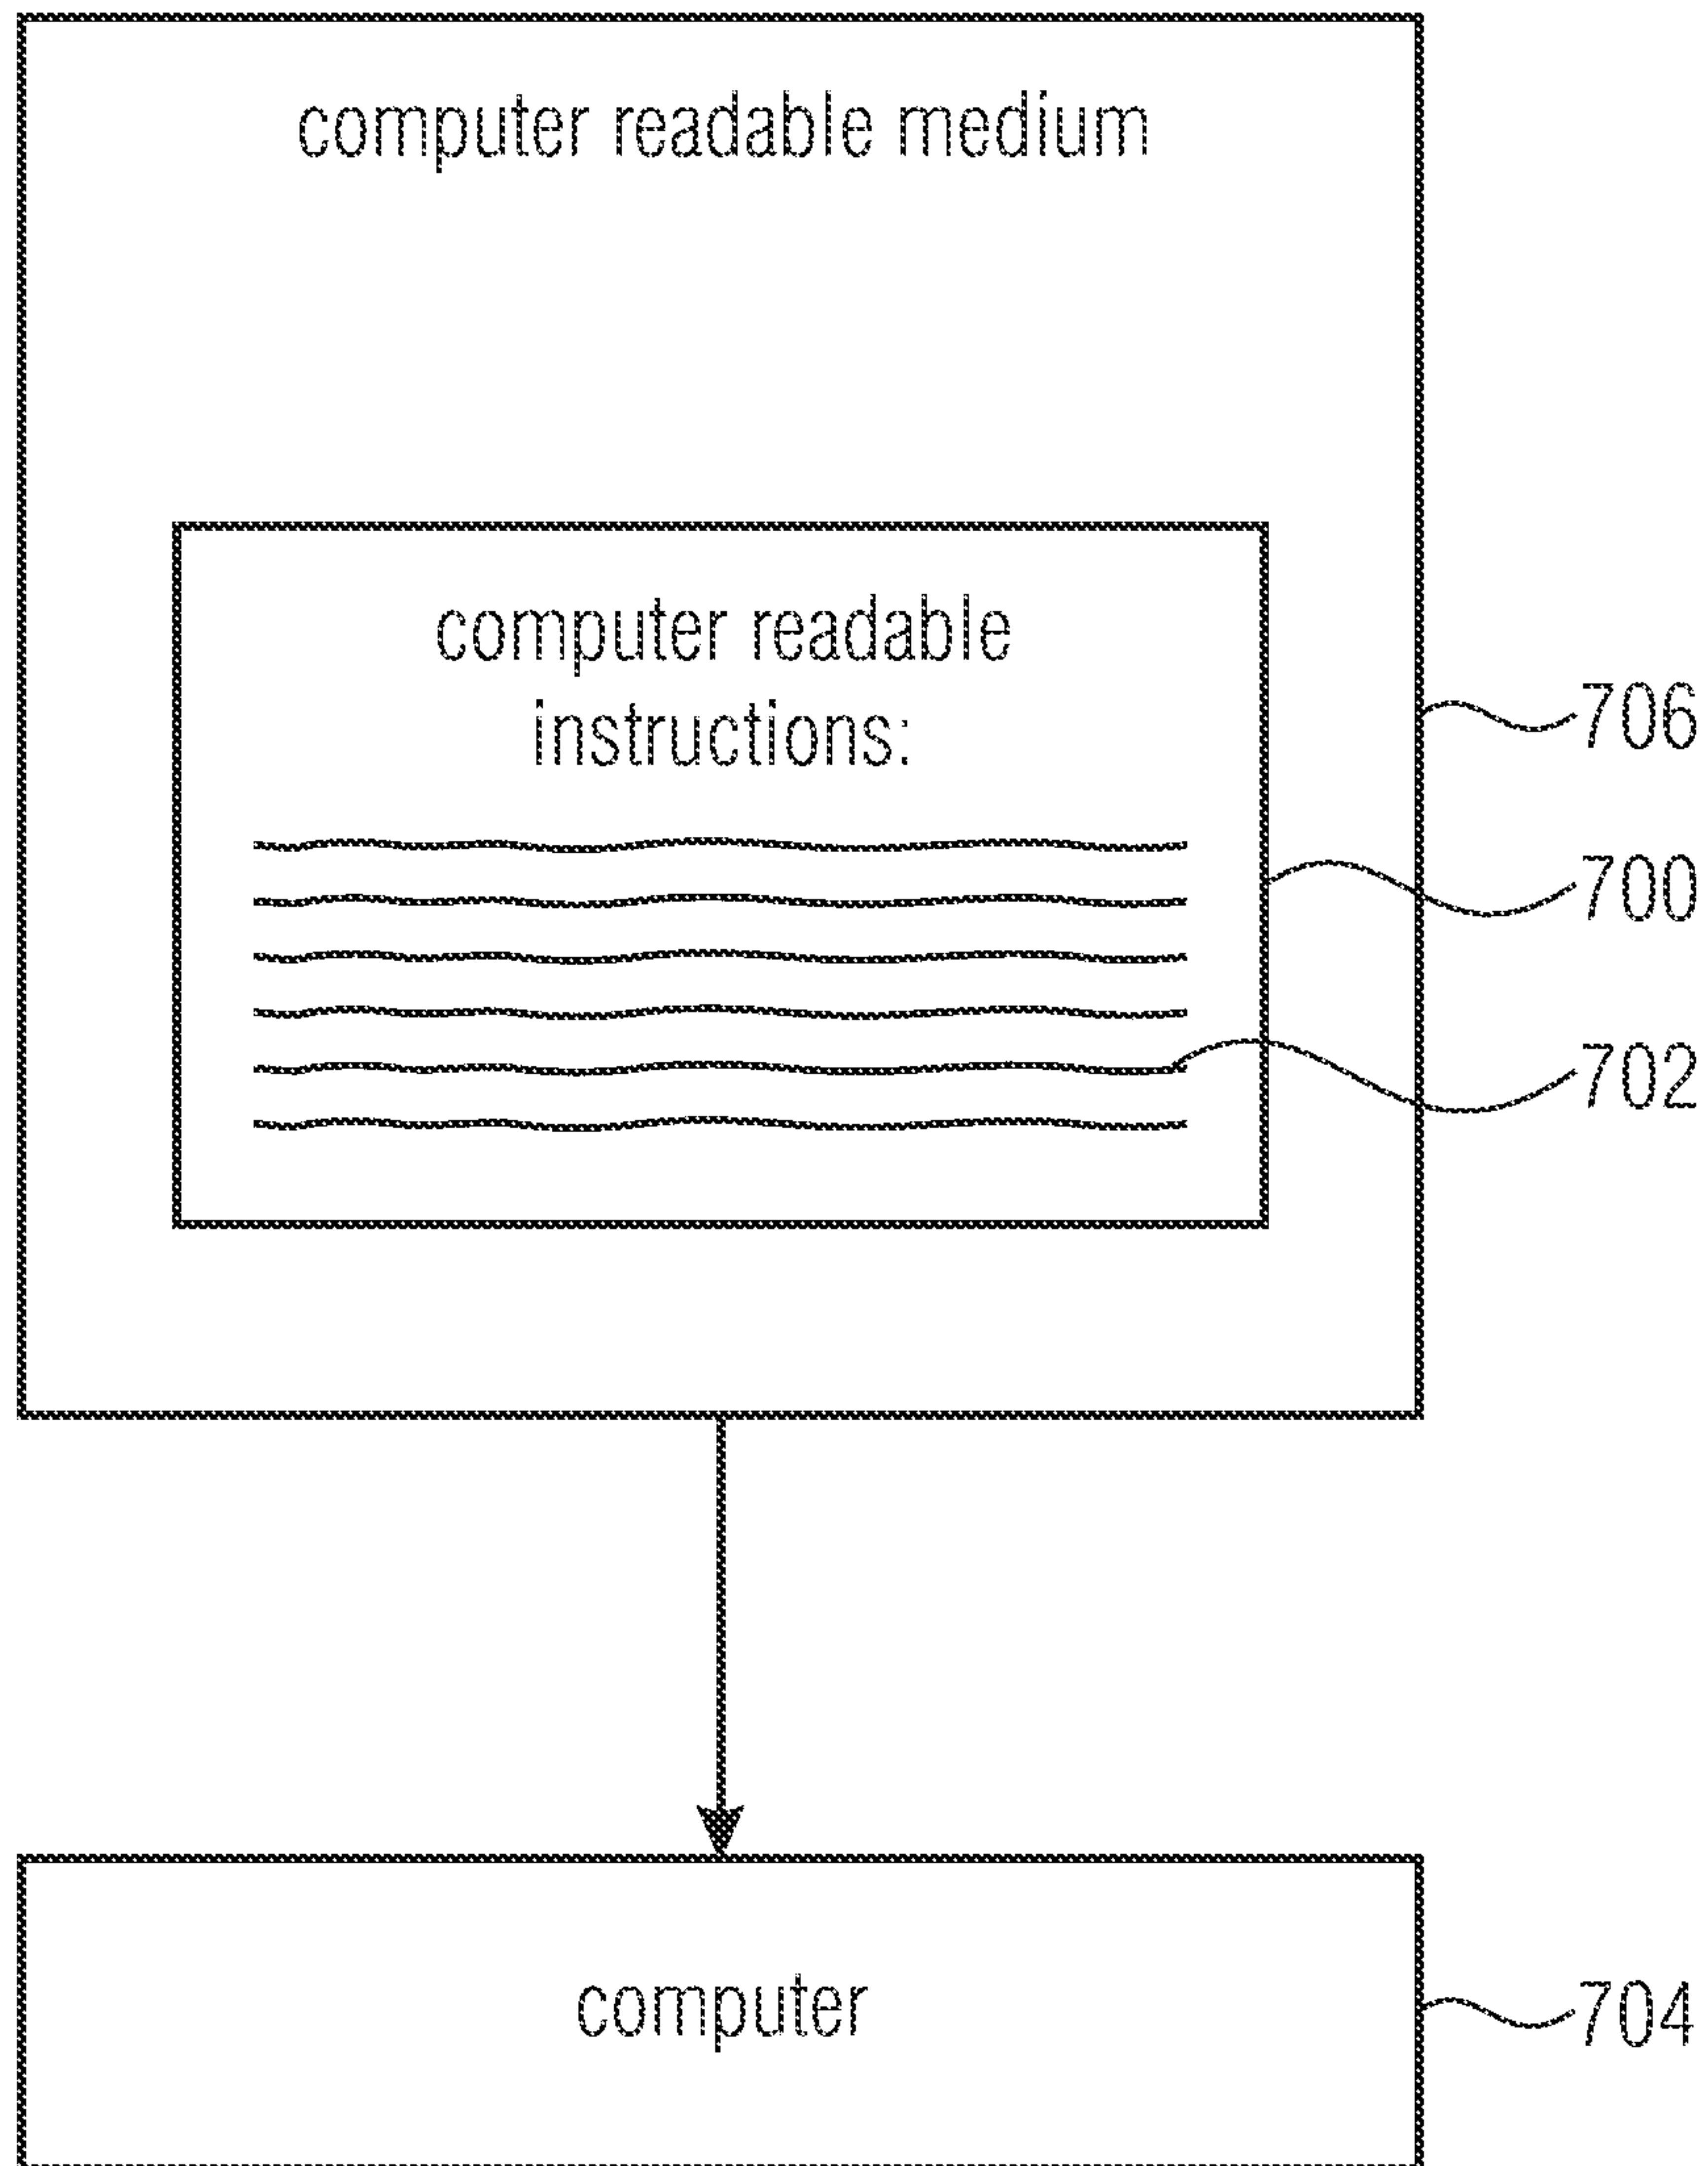 computer readable medium
computer readable
instructions:
706
700
702
computer
704